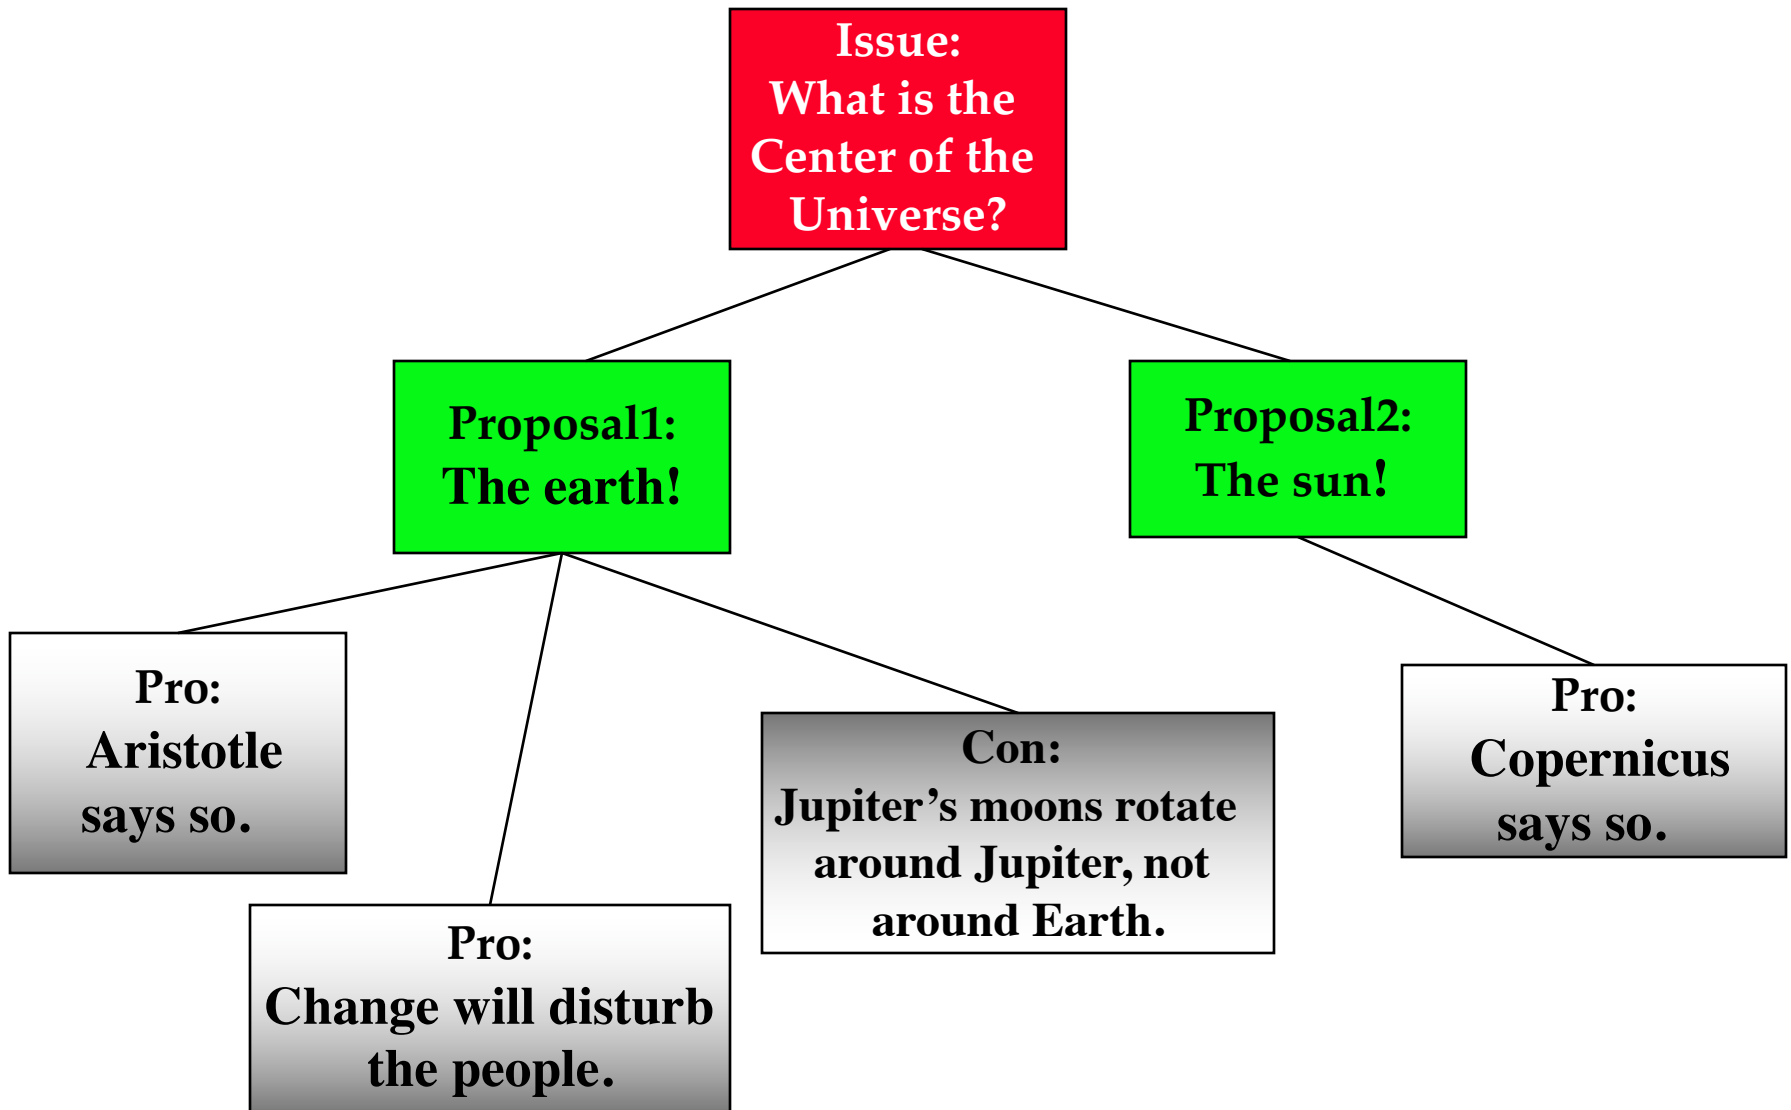 Issue:
What is the
Center of the
Universe?
Proposal1:
The earth!
Proposal2:
The sun!
Pro:
Aristotle
says so.
Pro:
Change will disturb
the people.
Con:
Jupiter’s moons rotate
around Jupiter, not
around Earth.
Pro:
Copernicus
says so.